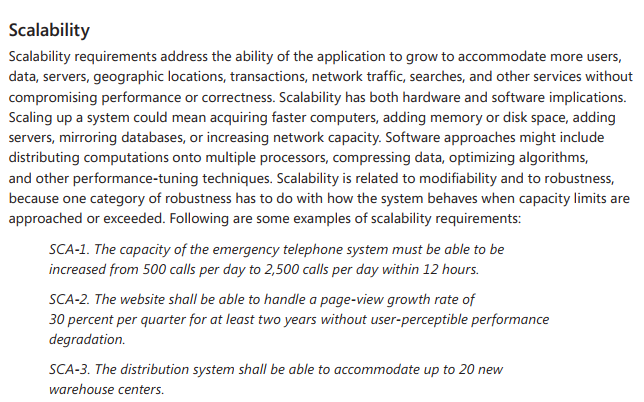 Scalability
Scalability requirements address the ability of the application to grow to accommodate more users,
data, servers, geographic locations, transactions, network traffic, searches, and other services without
compromising performance or correctness. Scalability has both hardware and software implications.
Scaling up a system could mean acquiring faster computers, adding memory or disk space, adding
servers, mirroring databases, or increasing network capacity. Software approaches might include
distributing computations onto multiple processors, compressing data, optimizing algorithms,
and other performance-tuning techniques. Scalability is related to modifiability and to robustness,
because one category of robustness has to do with how the system behaves when capacity limits are
approached or exceeded. Following are some examples of scalability requirements:
SCA-1. The capacity of the emergency telephone system must be able to be
increased from 500 calls per day to 2,500 calls per day within 12 hours.
SCA-2. The website shall be able to handle a page-view growth rate of
30 percent per quarter for at least two years without user-perceptible performance
degradation.
SCA-3. The distribution system shall be able to accommodate up to 20 new
warehouse centers.